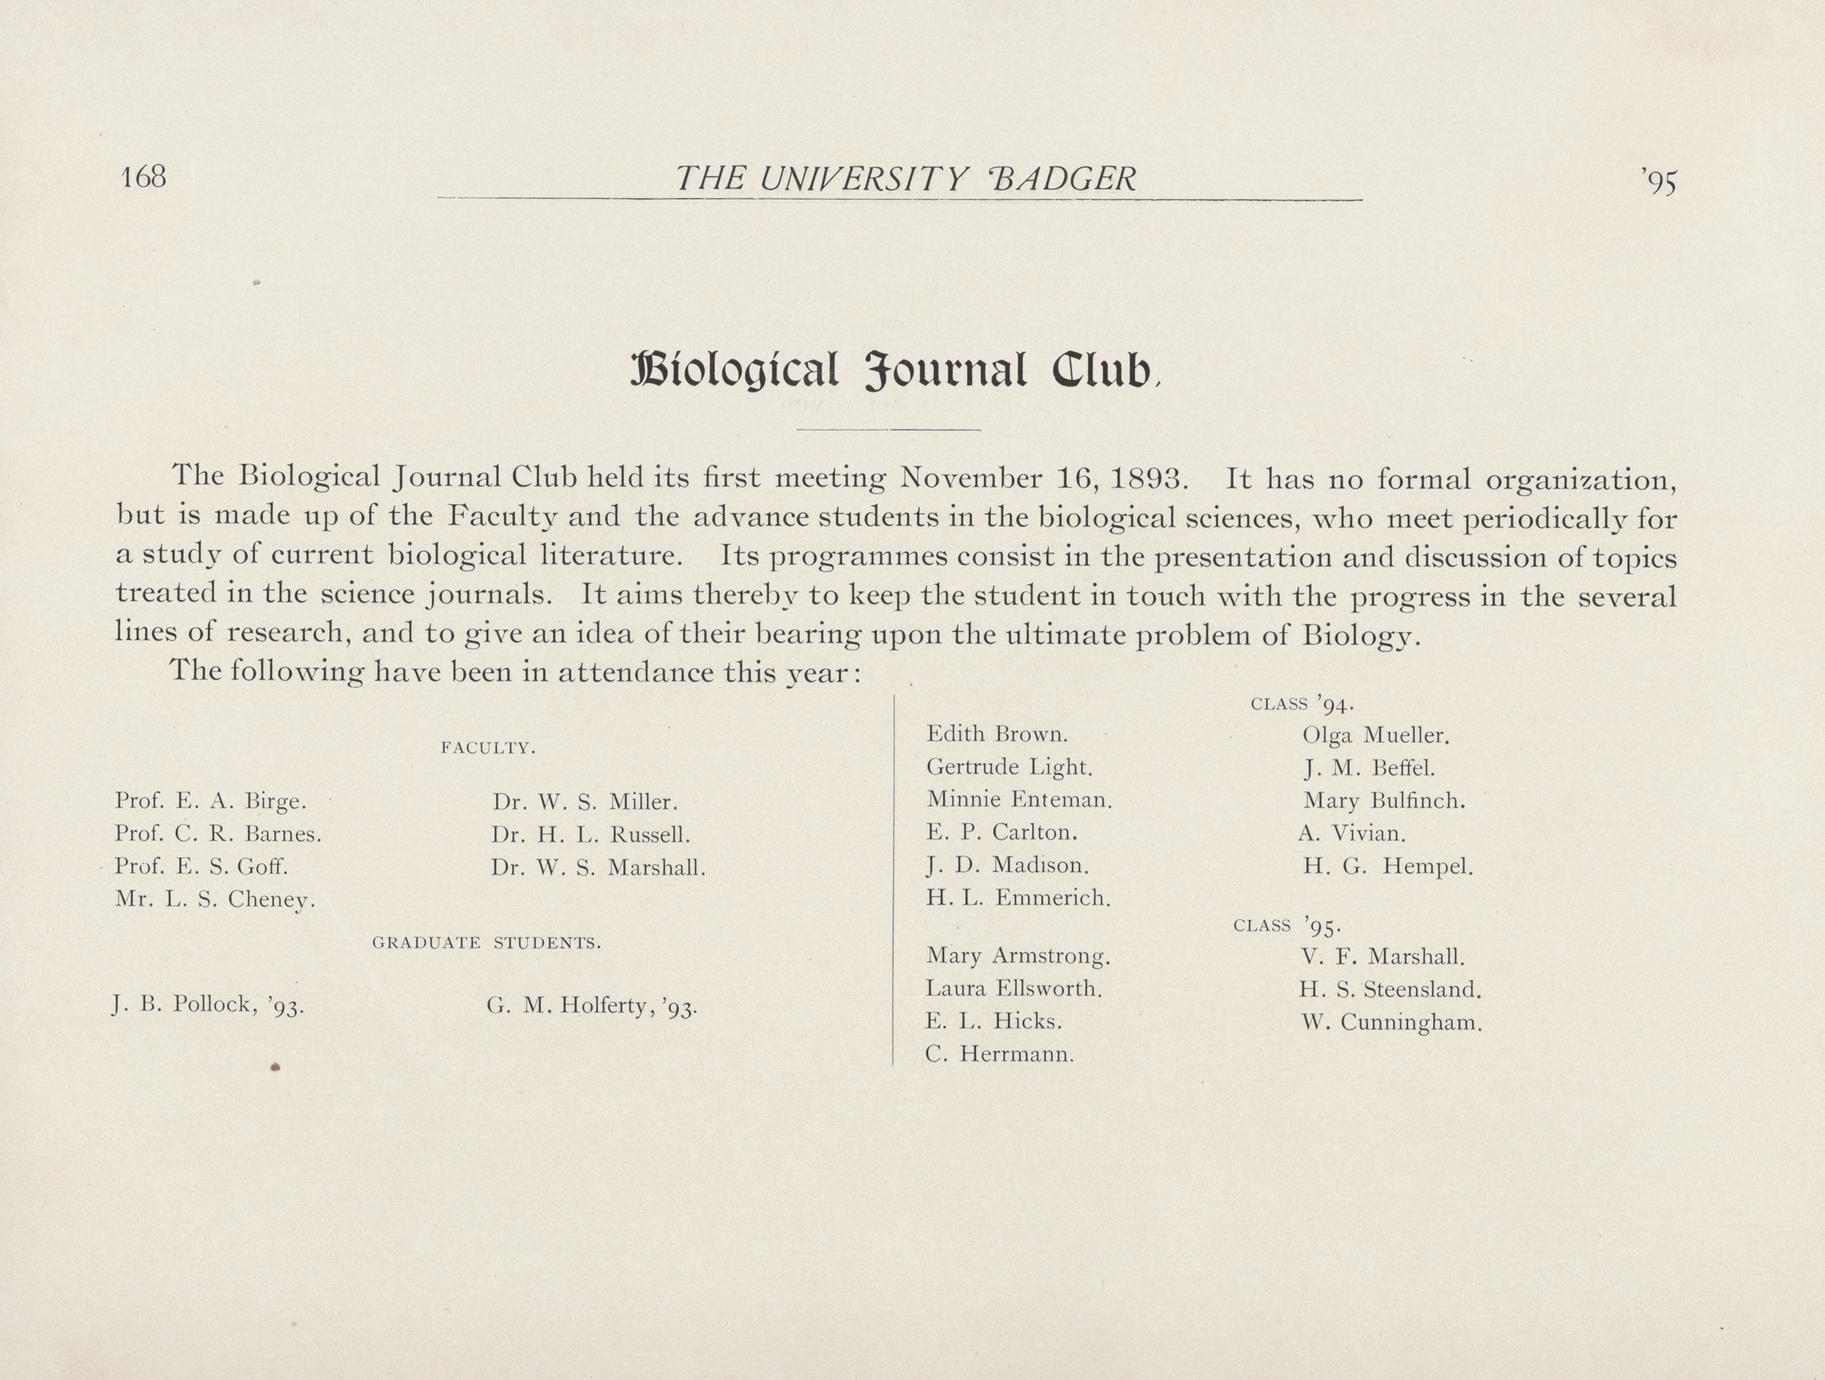 168
THE UNIVERSITY BADGER
'95
Biological Journal Club.
The Biological Journal Club held its first meeting November 16, 1893. It has no formal organization,
but is made up of the Faculty and the advance students in the biological sciences, who meet periodically for
a study of current biological literature. Its programmes consist in the presentation and discussion of topics
treated in the science journals. It aims thereby to keep the student in touch with the progress in the several
lines of research, and to give an idea of their bearing upon the ultimate problem of Biology.
The following have been in attendance this year:
FACULTY.
Prof. E. A. Birge.
Prof. C. R. Barnes.
Prof. E. S. Goff.
Mr. L. S. Cheney.
Dr. W. S. Miller.
Dr. H. L. Russell.
Dr. W. S. Marshall.
GRADUATE STUDENTS.
J. B. Pollock, '93.
G. M. Holferty, '93.
CLASS '94.
Edith Brown.
Gertrude Light.
Minnie Enteman.
E. P. Carlton.
J. D. Madison.
H. L. Emmerich.
Olga Mueller.
J. M. Beffel.
Mary Bulfinch.
A. Vivian.
H. G. Hempel.
CLASS '95.
Mary Armstrong.
Laura Ellsworth.
E. L. Hicks.
C. Herrmann.
V. F. Marshall.
H. S. Steensland.
W. Cunningham.